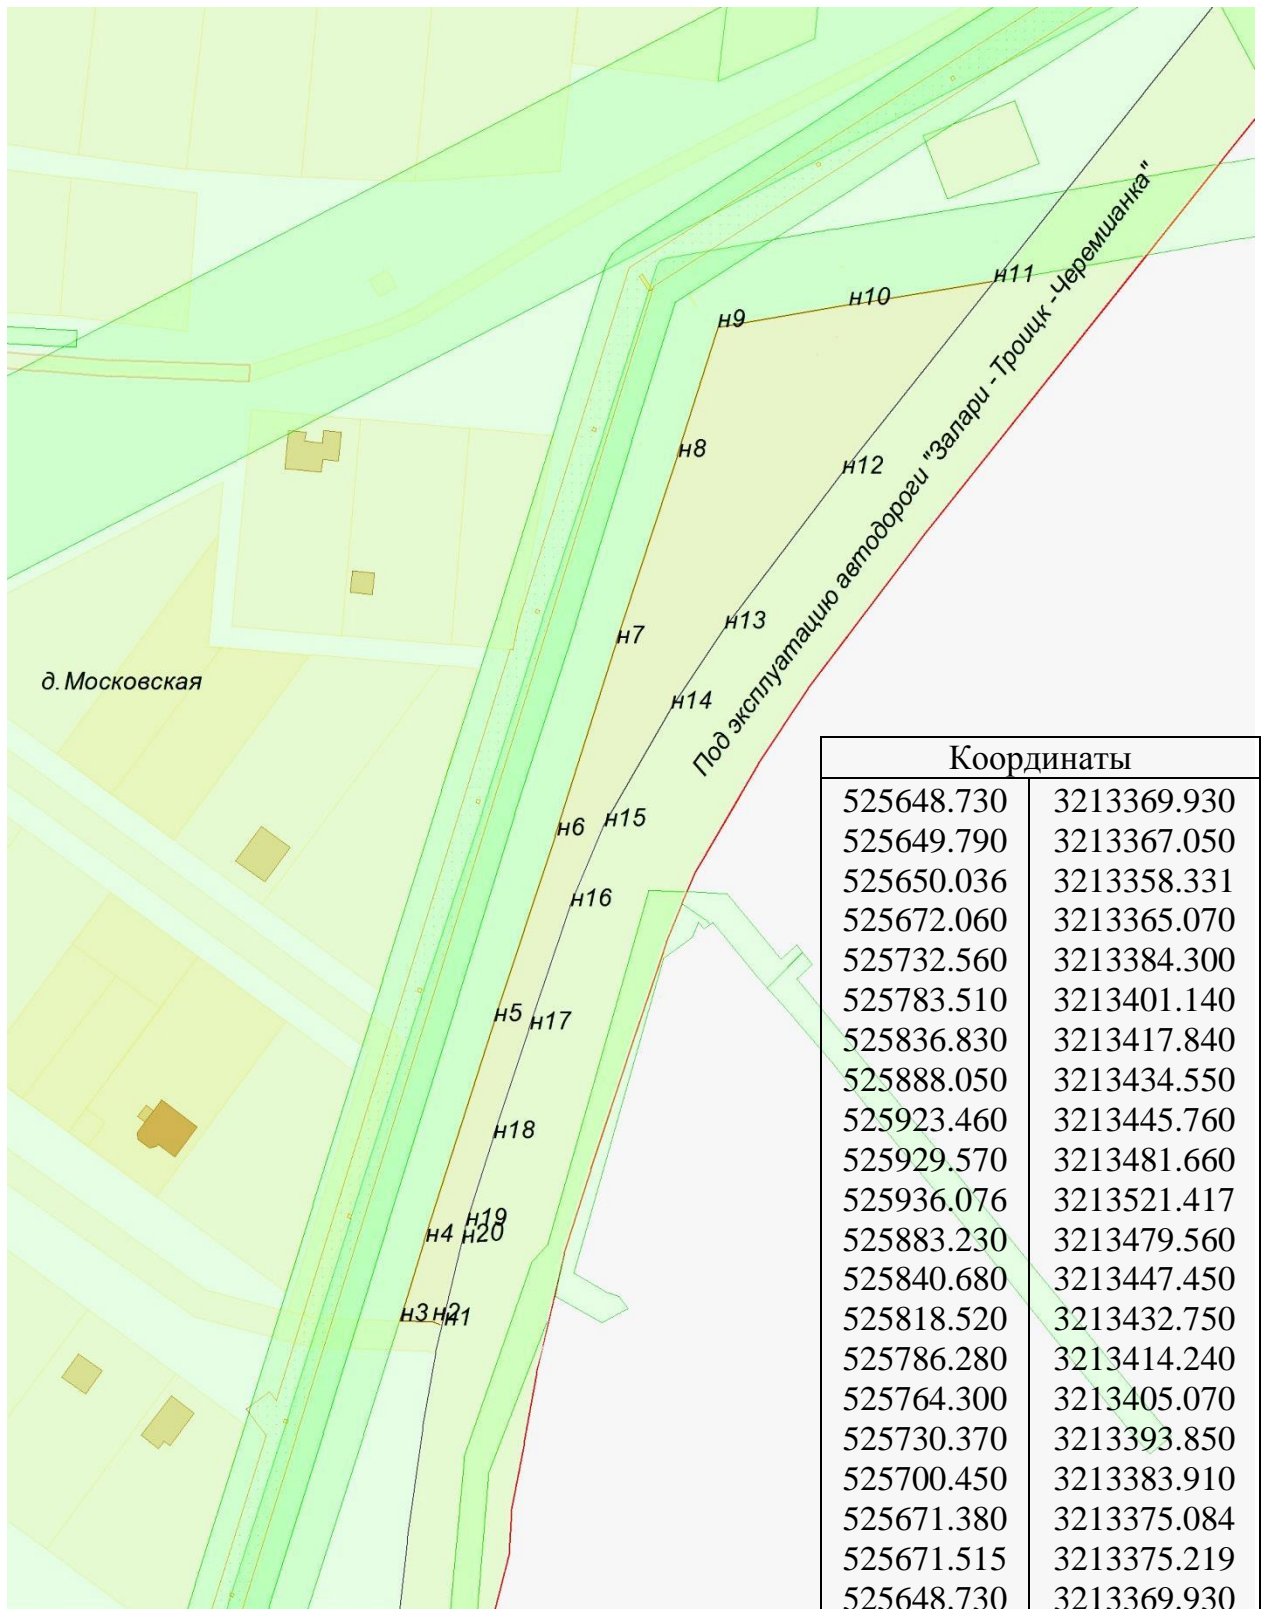 н11
н10
н9
Под эксплуатацию автодороги "Залари - Троицк - Черемшанка"
н8
н12
н13
н7
д. Московская
н14
н15
н6
н16
н5
н17
н18
н19
н4
н20
н3
н2
н1
Координаты
525648.730 3213369.930
525649.790 3213367.050
525650.036 3213358.331
525672.060 3213365.070
525732.560 3213384.300
525783.510 3213401.140
525836.830 3213417.840
525888.050 3213434.550
525923.460 3213445.760
525929.570 3213481.660
525936.076 3213521.417
525883.230 3213479.560
525840.680 3213447.450
525818.520 3213432.750
525786.280 3213414.240
525764.300 3213405.070
525730.370 3213393.850
525700.450 3213383.910
525671.380 3213375.084
525671.515 3213375.219
525648.730 3213369.930